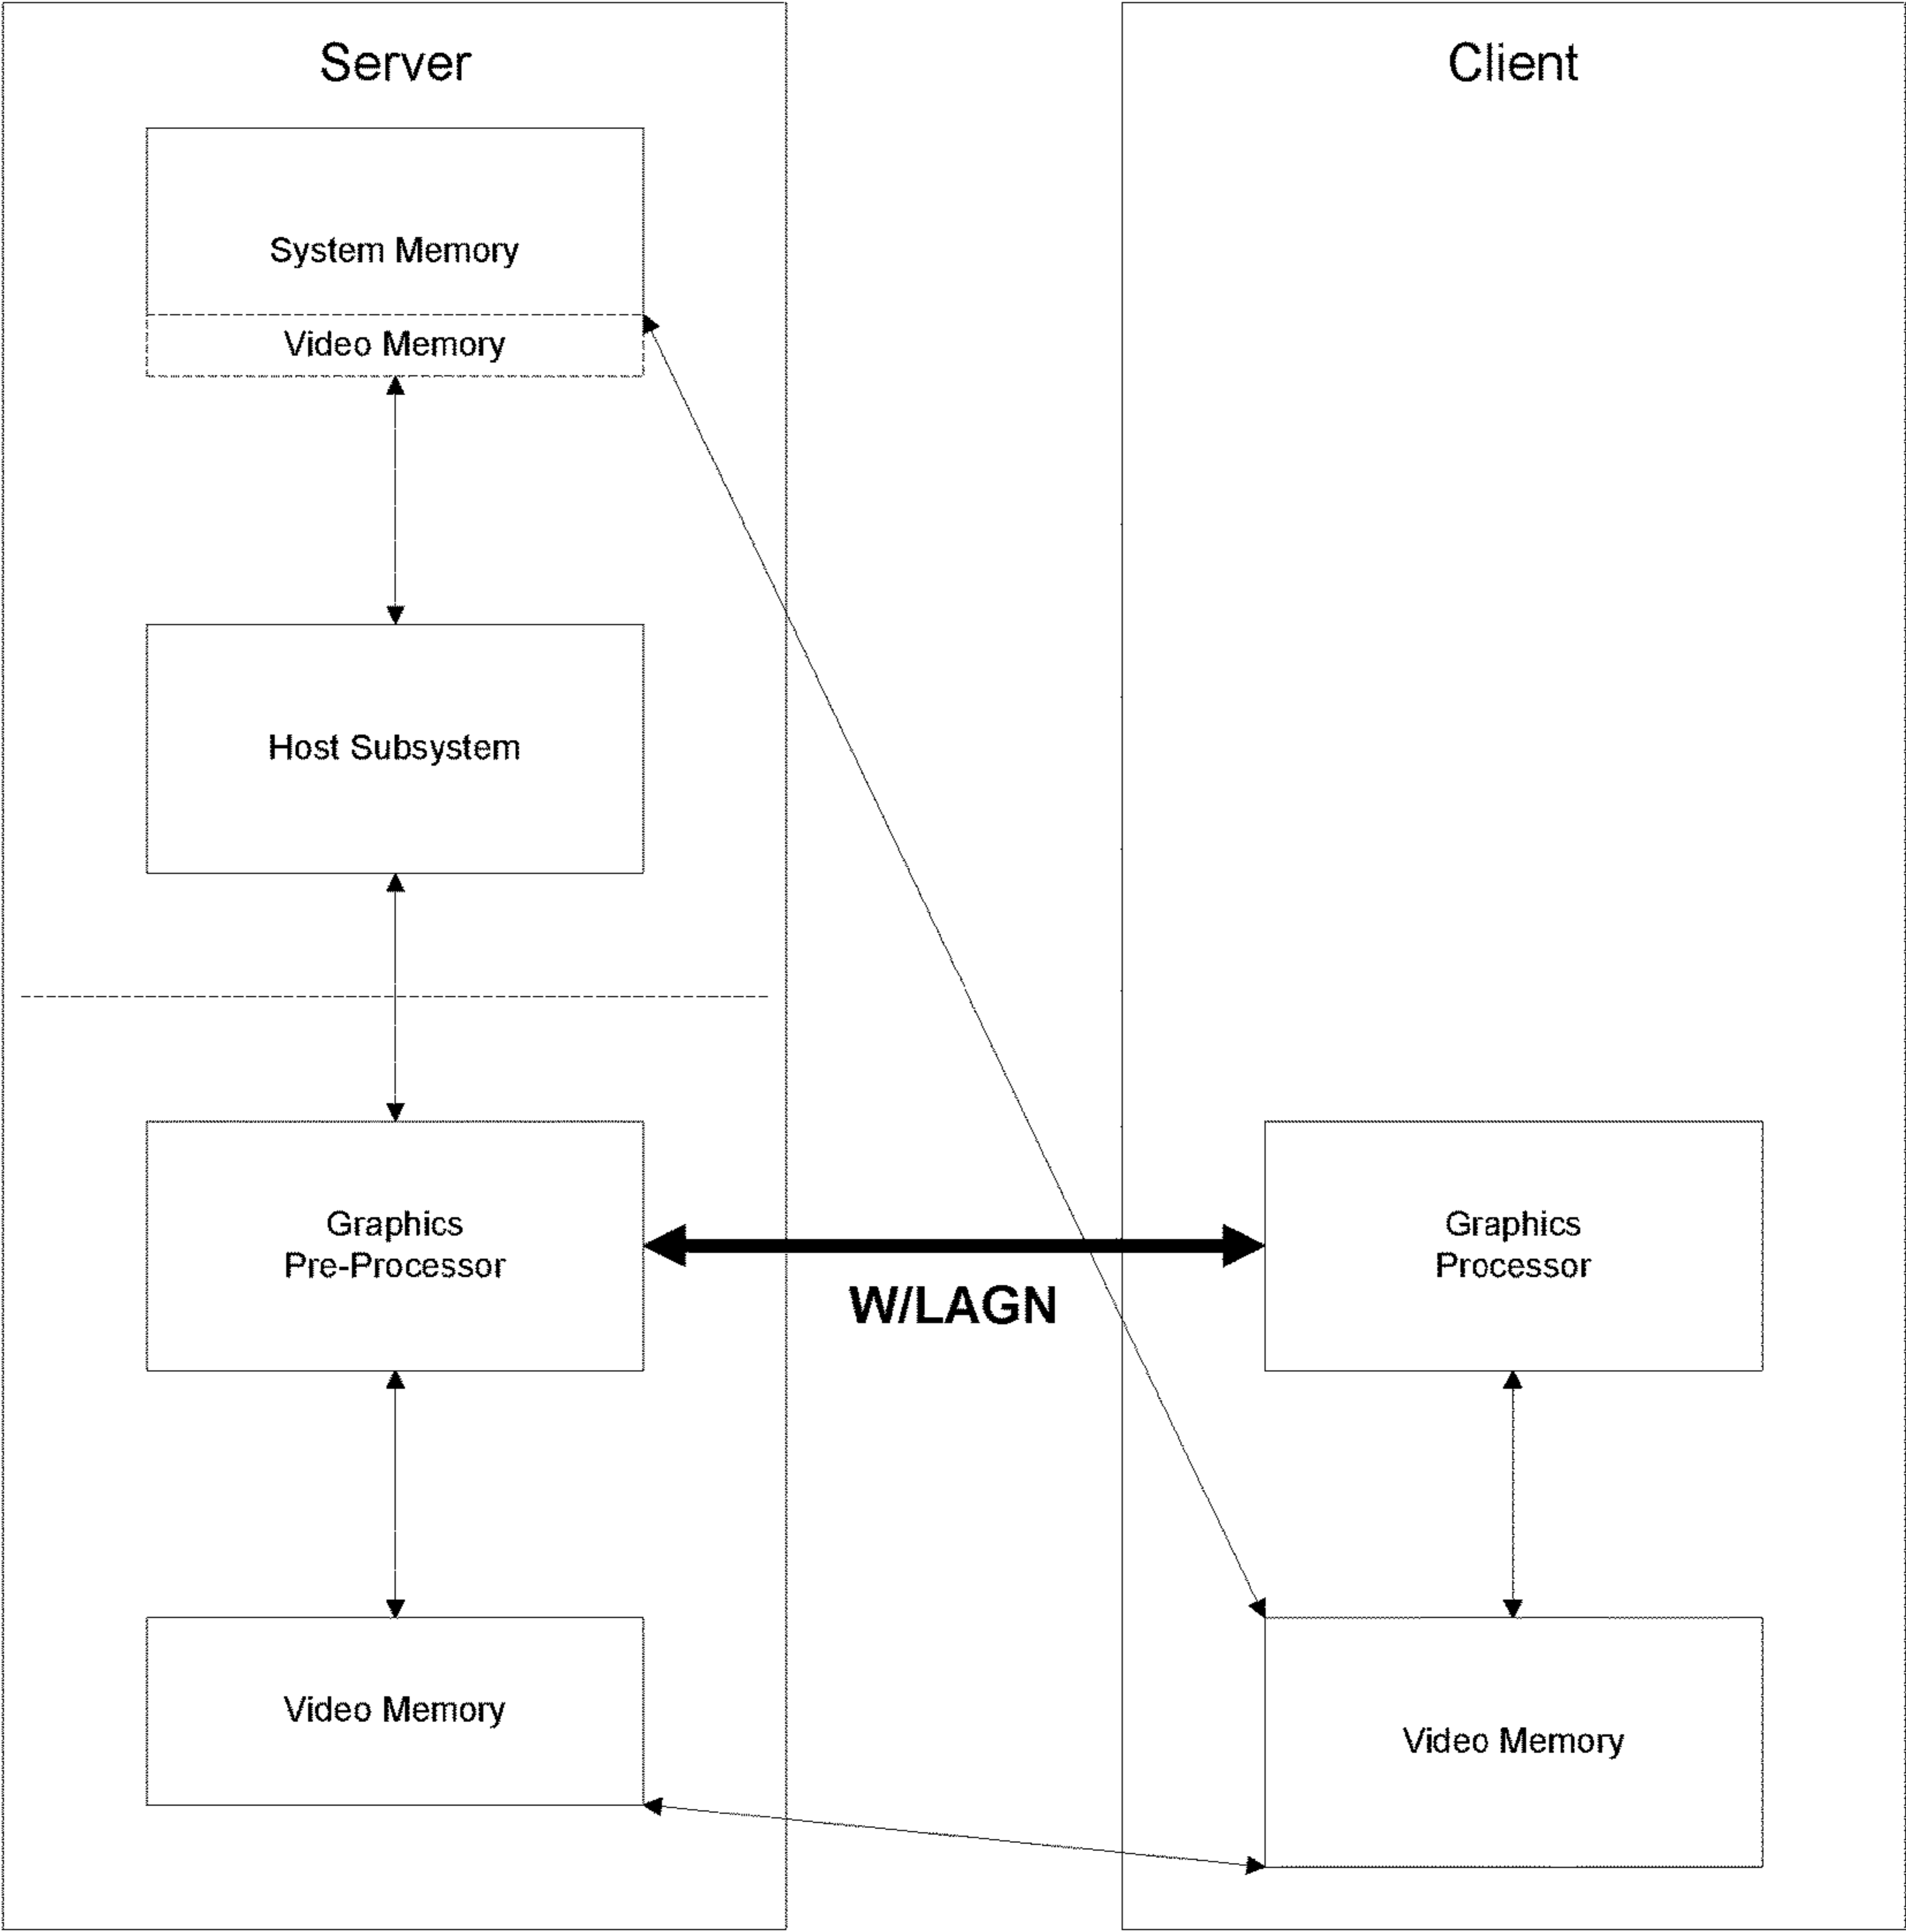 Server
Client
System Memory
Video Memory
Host Subsystem
Graphics
Pre-Processor
W/LAGN
Graphics
Processor
Video Memory
Video Memory